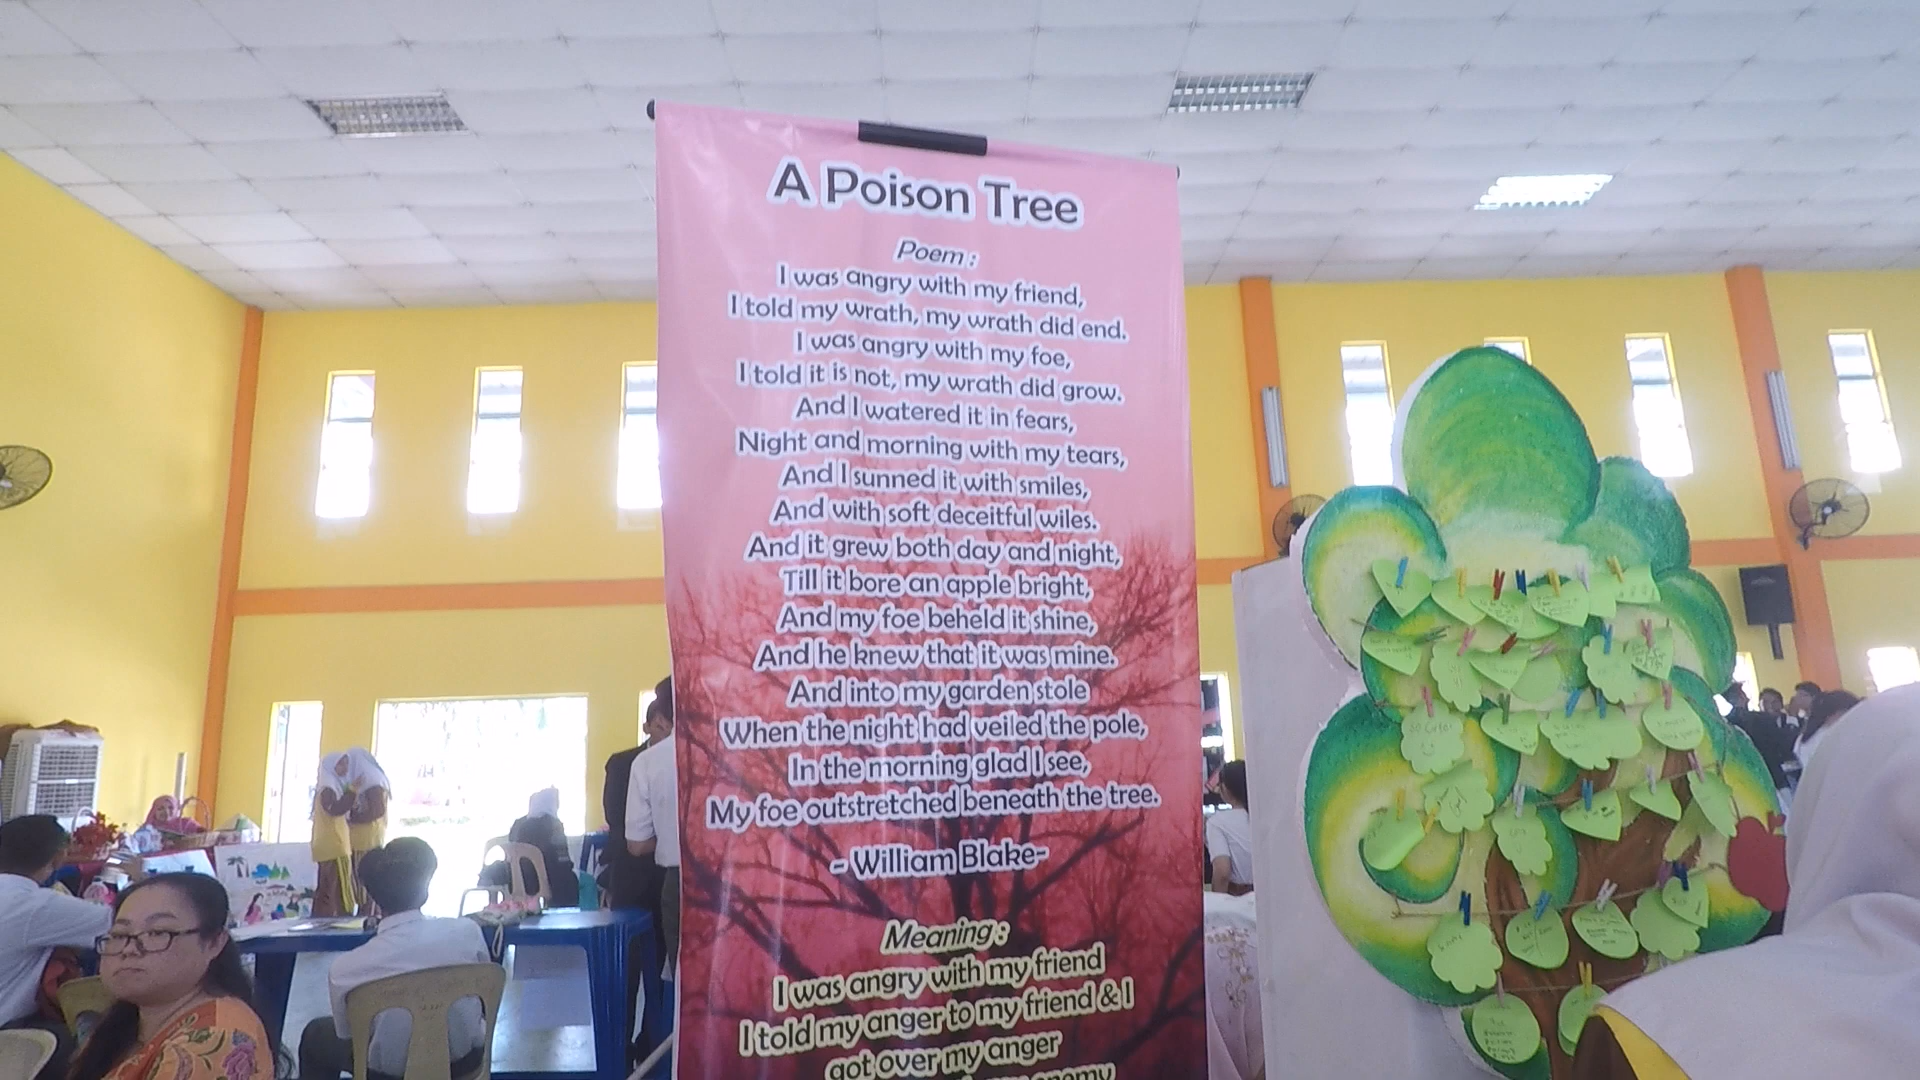 A Poison Tree
Poem :
I was angry with my friend,
I told my wrath, my wrath did end.
I was angry with my foe,
I told it is not, my wrath did grow.
And I watered it in fears,
Night and morning with my tears,
And I sunned it with smiles,
And with soft deceitful wiles.
And it grew both day and night,
Till it bore an apple bright,
And my foe beheld it shine,
And he knew that it was mine.
And into my garden stole
When the night had veiled the pole,
In the morning glad I see,
My foe outstretched beneath the tree.
- William Blake-
Meaning :
I was angry with my friend
I told my anger to my friend & I
got over my anger
my enemy